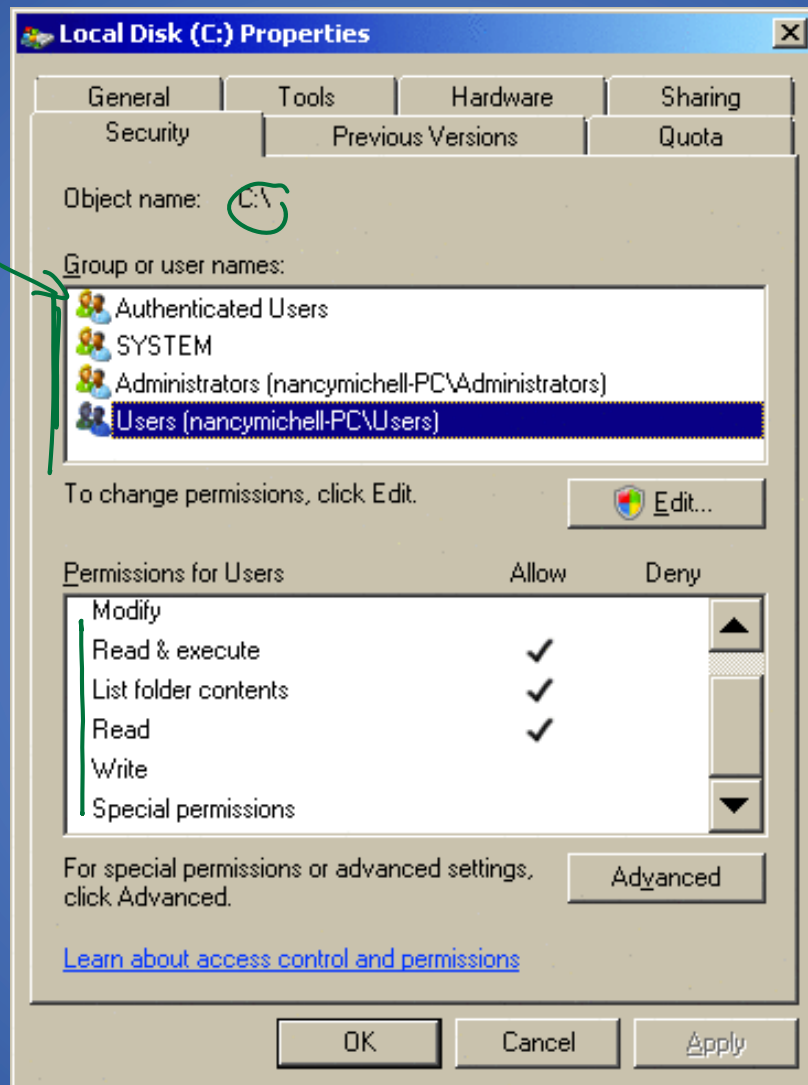 Local Disk (C:) Properties
General Tools Hardware Sharing
Security Previous Versions Quota
Object name: C:\
Group or user names:
Authenticated Users
SYSTEM
Administrators (nancymichell-PC\Administrators)
Users (nancymichell-PC\Users)
To change permissions, click Edit. Edit...
Permissions for Users Allow Deny
Modify
Read & execute
List folder contents
Read
Write
Special permissions
For special permissions or advanced settings,
click Advanced. Advanced
Learn about access control and permissions
OK Cancel Apply